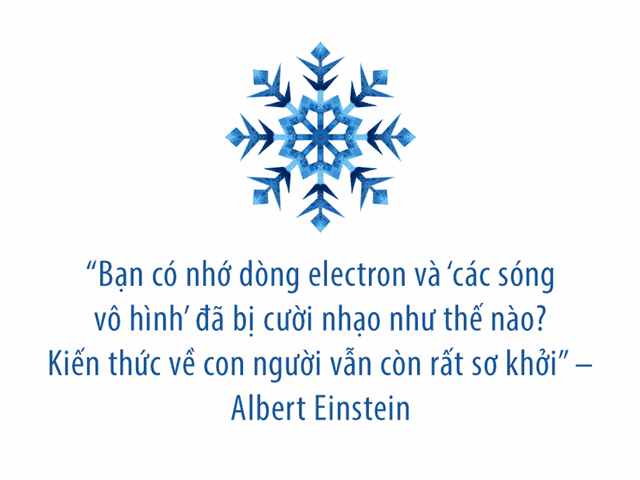 “Bạn có nhớ dòng electron và ‘các sóng
vô hình’ đã bị cười nhạo như thế nào?
Kiến thức về con người vẫn còn rất sơ khởi” –
Albert Einstein